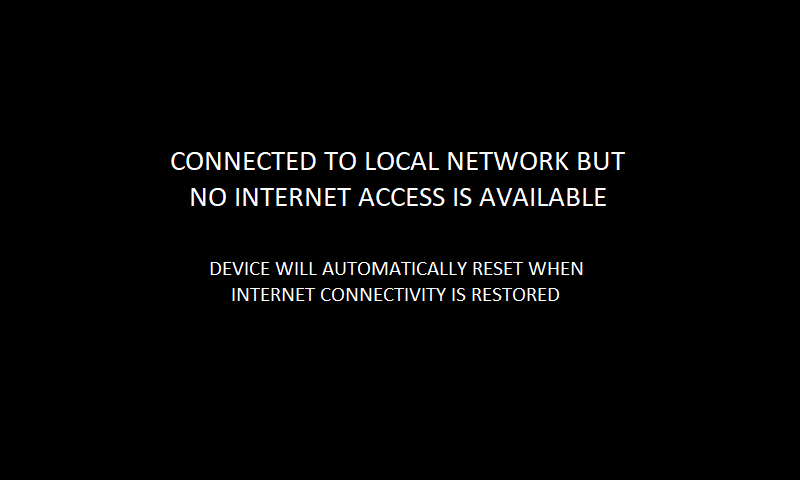 CONNECTED TO LOCAL NETWORK BUT
NO INTERNET ACCESS IS AVAILABLE
DEVICE WILL AUTOMATICALLY RESET WHEN
INTERNET CONNECTIVITY IS RESTORED